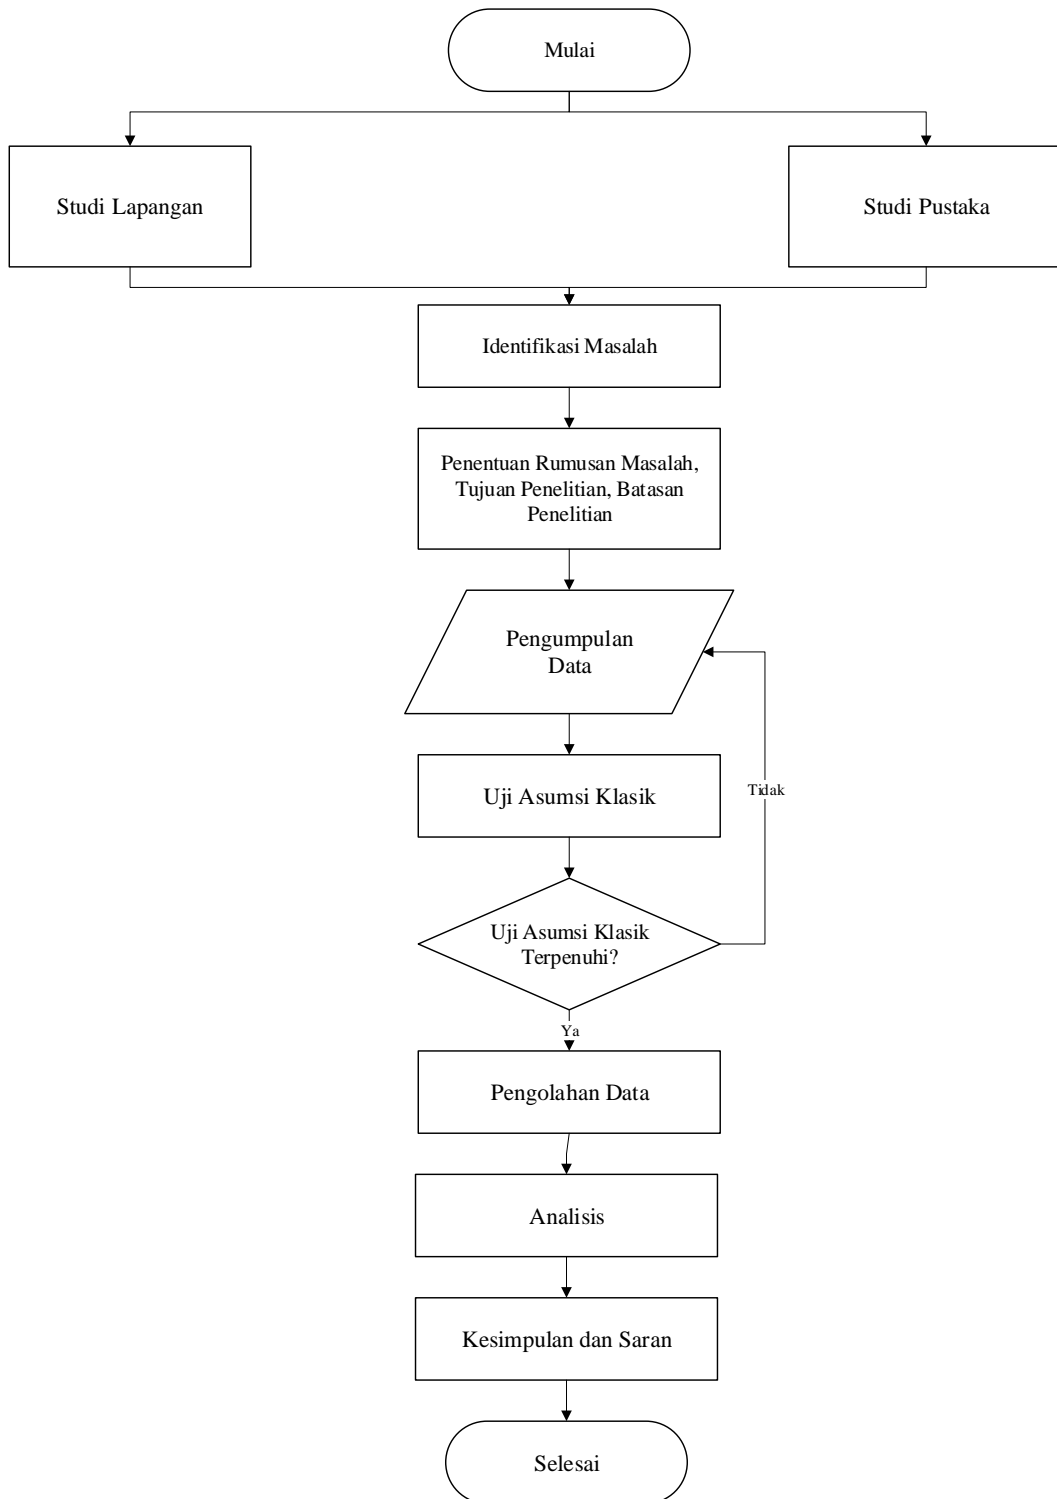 Mulai
Studi Lapangan
Studi Pustaka
Identifikasi Masalah
Penentuan Rumusan Masalah,
Tujuan Penelitian, Batasan
Penelitian
Pengumpulan
Data
Uji Asumsi Klasik
Tidak
Uji Asumsi Klasik
Terpenuhi?
Ya
Pengolahan Data
Analisis
Kesimpulan dan Saran
Selesai